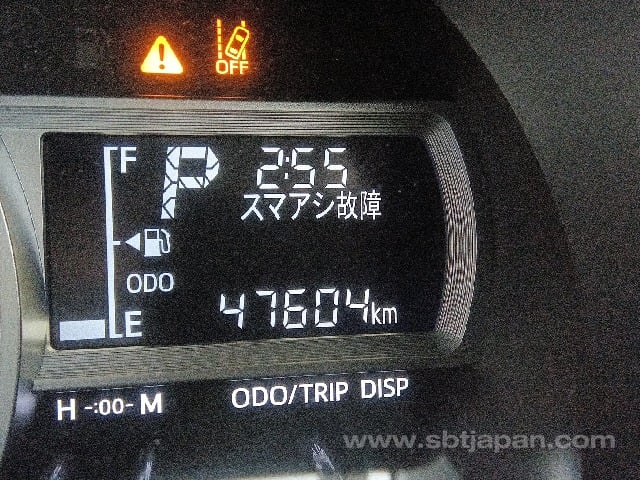 OFF
F
P 2:55
スマアシ故障
ODO
47604km
E
H -:00- M
ODO/TRIP DISP
www.sbtjapan.com